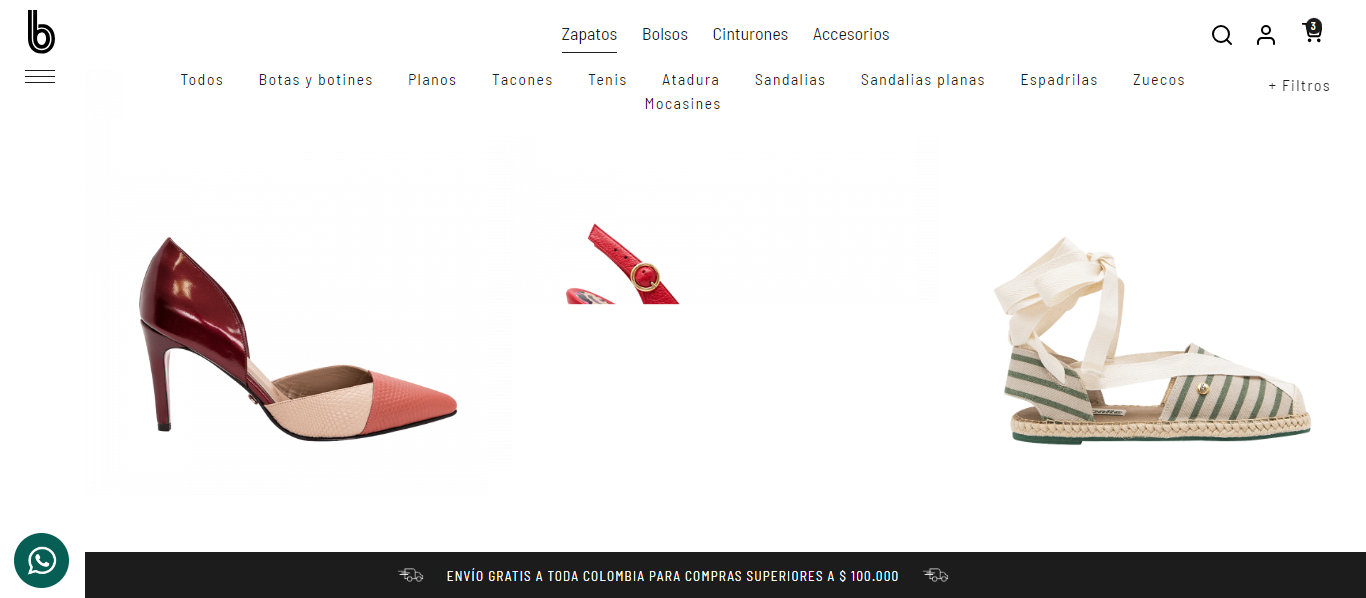 b
Zapatos Bolsos Cinturones Accesorios
3
Todos Botas y botines Planos Tacones Tenis Atadura Sandalias Sandalias planas Espadrilas Zuecos
Mocasines
+ Filtros
ENVÍO GRATIS A TODA COLOMBIA PARA COMPRAS SUPERIORES A $ 100.000